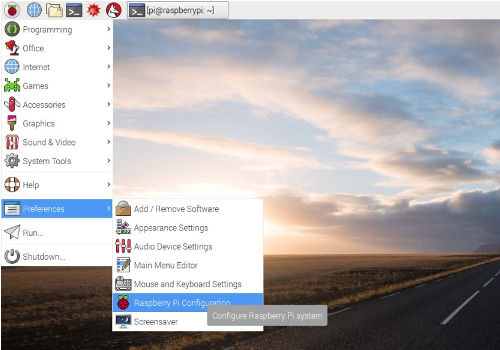 [pi@raspberrypi: ~]
Programming
Office
Internet
Games
Accessories
Graphics
Sound & Video
System Tools
Help
Preferences
Run...
Shutdown...
Add / Remove Software
Appearance Settings
Audio Device Settings
Main Menu Editor
Mouse and Keyboard Settings
Raspberry Pi Configuration
Configure Raspberry Pi system
Screensaver